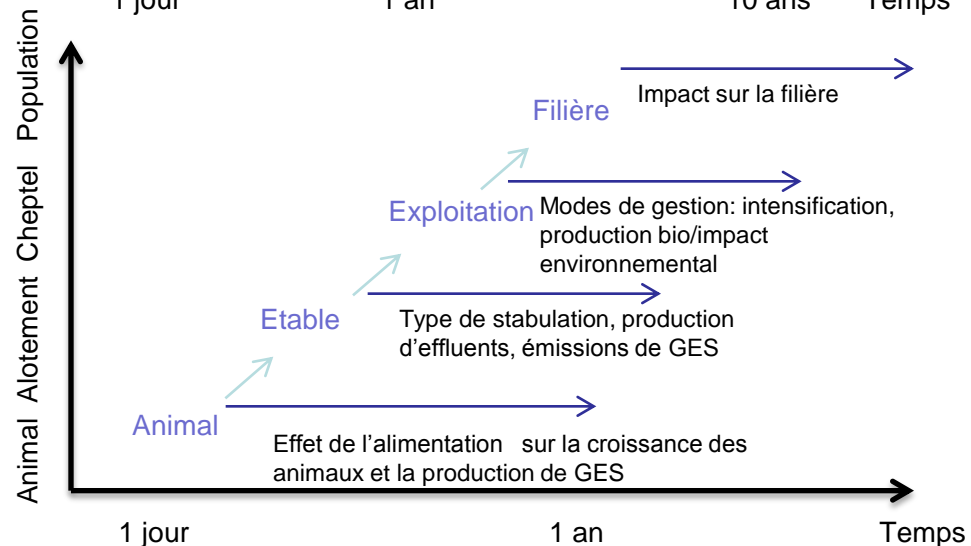 1 jour 1 an 10 ans Temps
Population
Cheptel
Alotement
Animal
Impact sur la filière
Filière
Exploitation
Modes de gestion: intensification,
production bio/impact
environnemental
Etable
Type de stabulation, production
d’effluents, émissions de GES
Animal
Effet de l’alimentation sur la croissance des
animaux et la production de GES
1 jour 1 an Temps